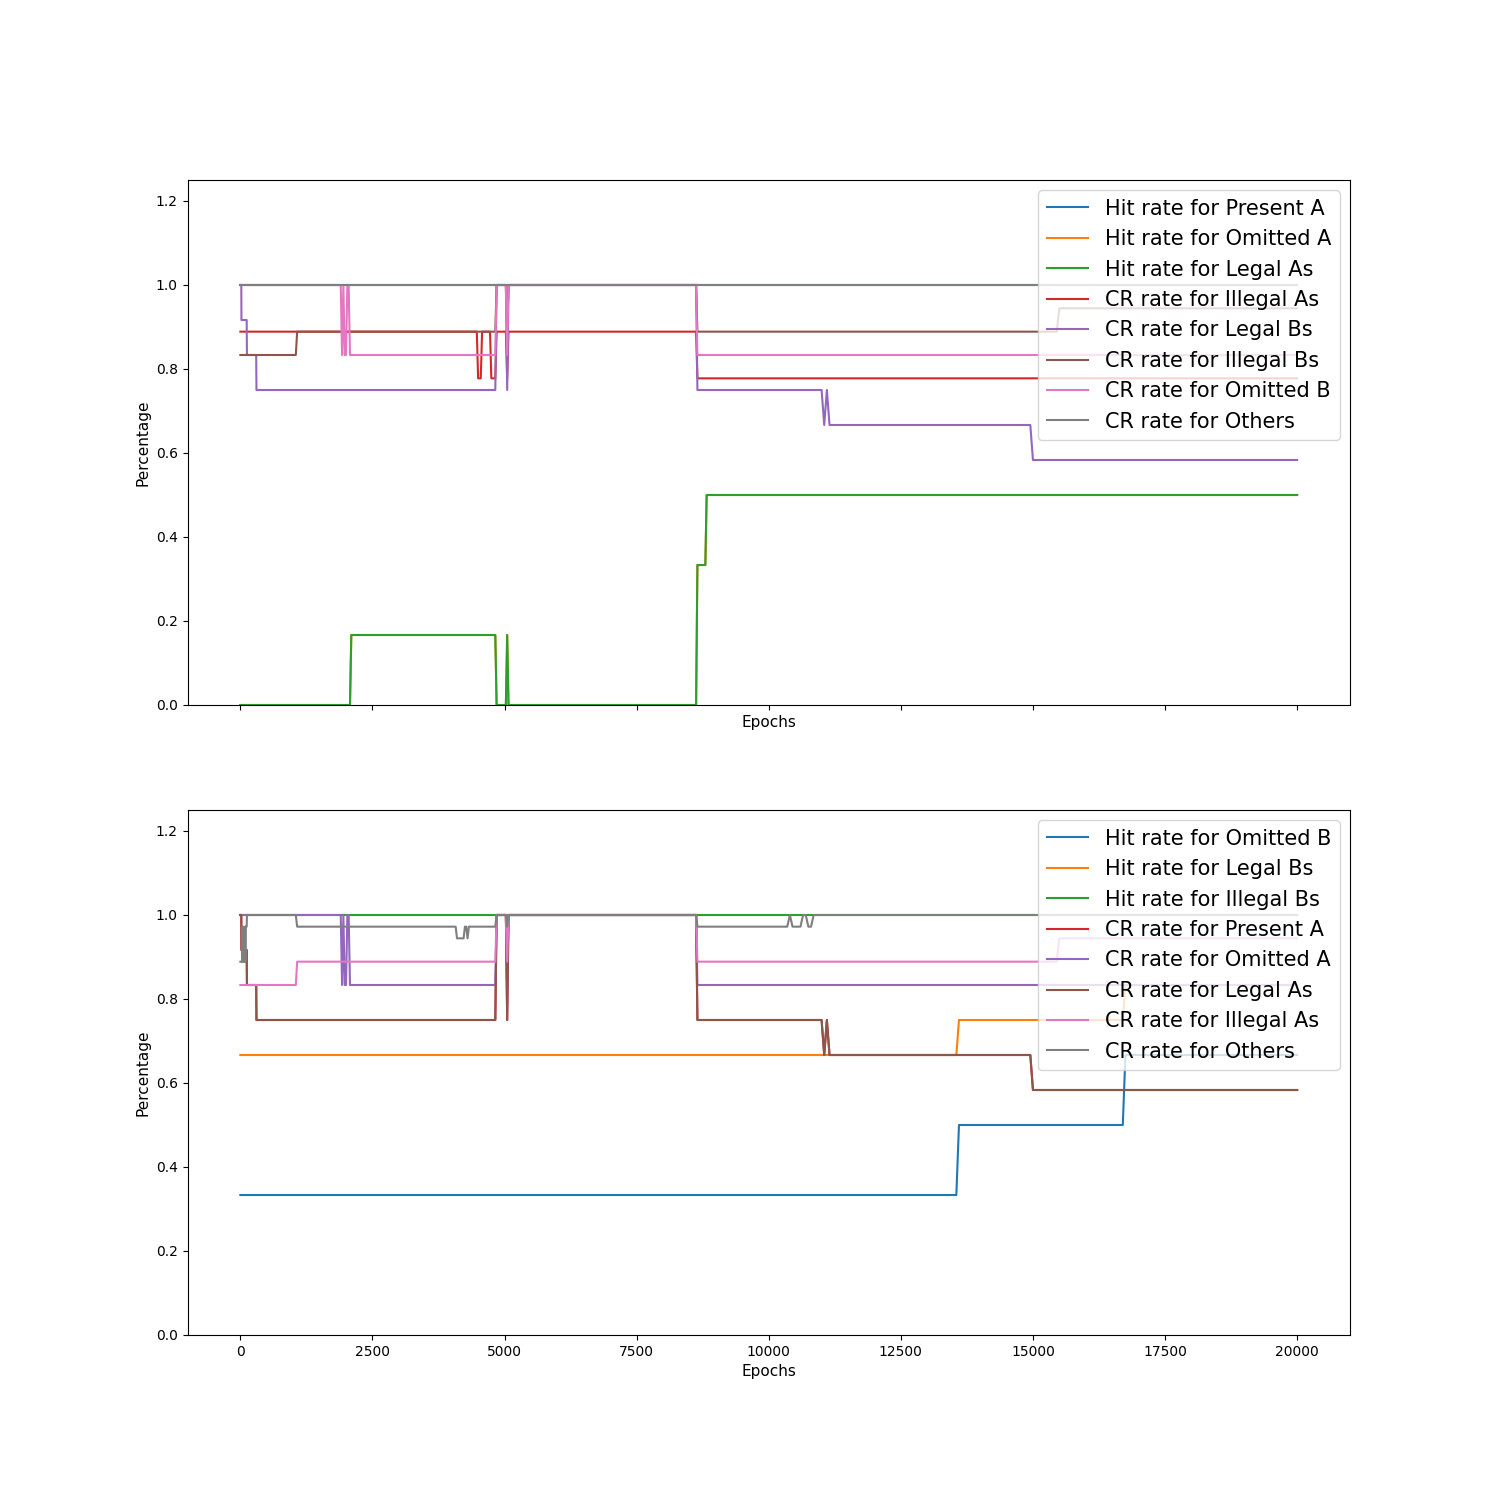 1.2
1.0
0.8
0.6
0.4
0.2
0.0
Percentage
Epochs
Hit rate for Present A
Hit rate for Omitted A
Hit rate for Legal As
CR rate for Illegal As
CR rate for Legal Bs
CR rate for Illegal Bs
CR rate for Omitted B
CR rate for Others
1.2
1.0
0.8
0.6
0.4
0.2
0.0
Percentage
0 2500 5000 7500 10000 12500 15000 17500 20000
Epochs
Hit rate for Omitted B
Hit rate for Legal Bs
Hit rate for Illegal Bs
CR rate for Present A
CR rate for Omitted A
CR rate for Legal As
CR rate for Illegal As
CR rate for Others